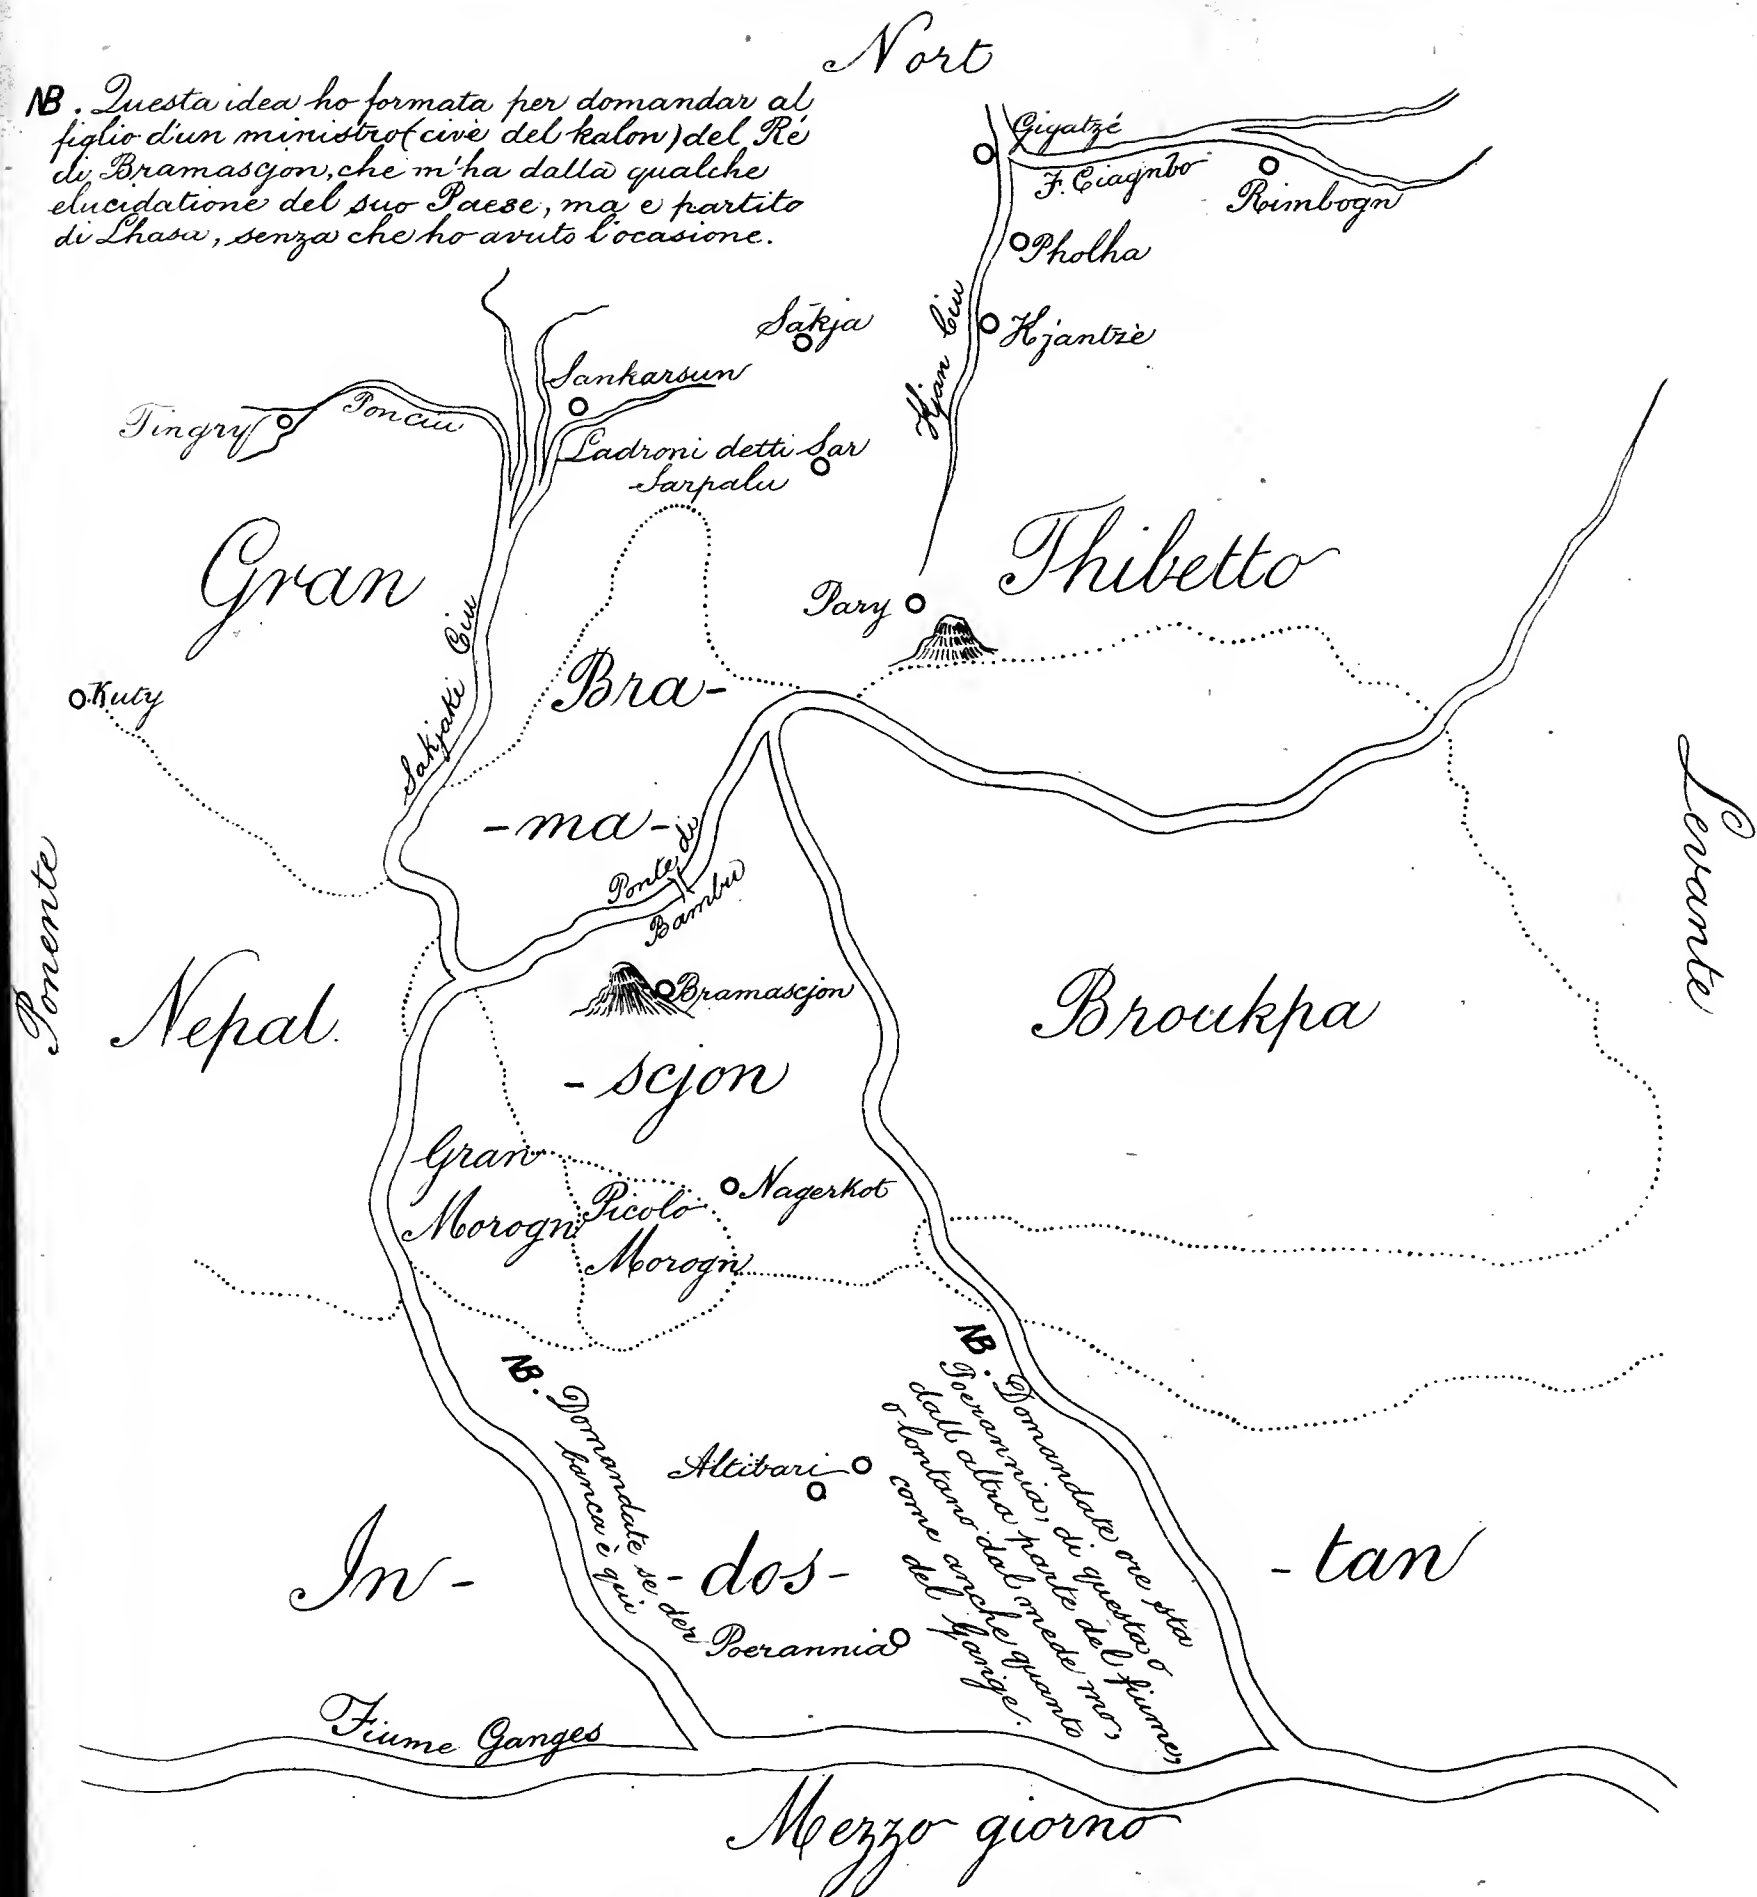 Nort
NB. Questa idea ho formata per domandar al
figlio d'un ministro (civè del kalon) del Ré
di Bramascjon, che m'ha dalla qualche
elucidatione del suo Paese, ma e partito
di Lhasa, senza che ho avuto l'ocasione.
Gigatzé
F. Ciagnbo
Rimbogn
Pholha
Kjan Ciu
Kjantzè
Sakja
Sankarsun
Tingry
Ponciu
Ladroni detti Sar
Sarpalu
Gran
Thibetto
Pary
Sakjaki Ciu
Kuty
Bra-
-ma-
Ponte di
Bambu
Ponente
Levante
Nepal.
Bramascjon
Broukpa
-scjon
Gran
Morogn
Picolo
Morogn
Nagerkot
NB. Domandate se der
banca è qui
NB. Domandate ove sta
Poerannia, di questa o
dall altra parte del fiume,
o lontano dal mede mo,
come anche quanto
del Gange.
Altibari
In-
-dos-
-tan
Poerannia
Fiume Ganges
Mezzo giorno